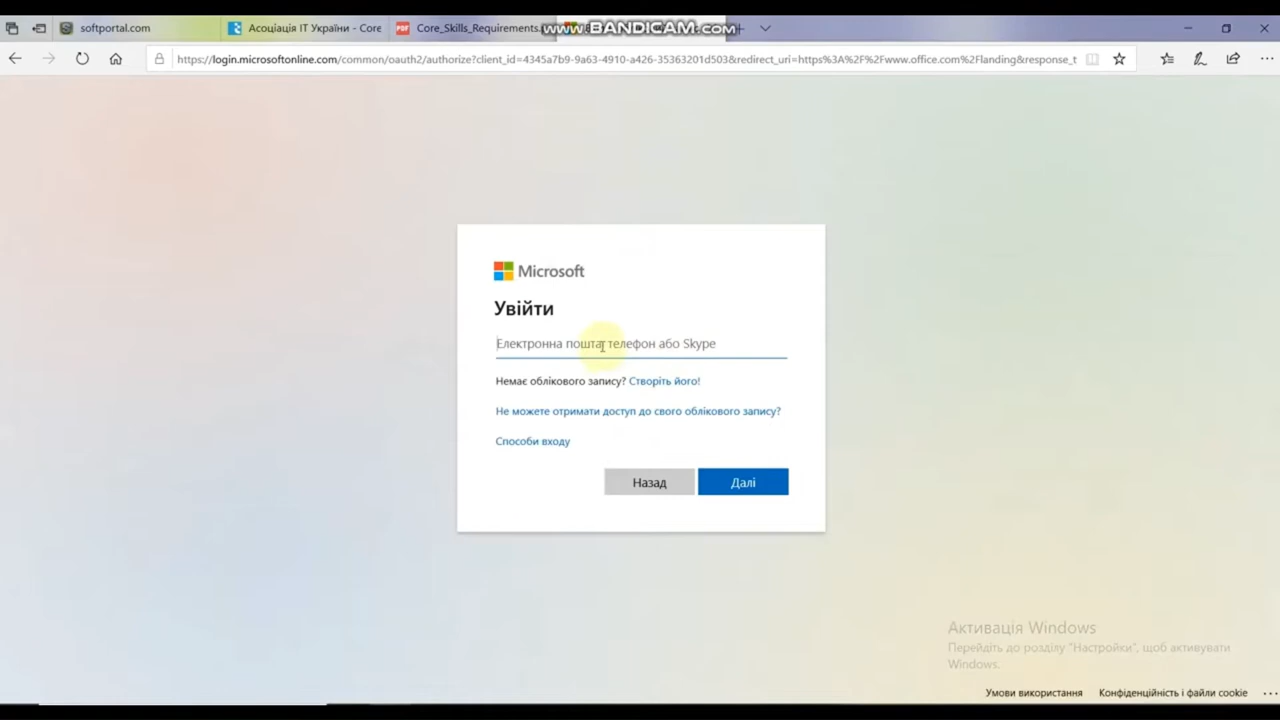 softportal.com
Асоціація ІТ України - Core
Core_Skills_Requirements.
www.BANDICAM.com
https://login.microsoftonline.com/common/oauth2/authorize?client_id=4345a7b9-9a63-4910-a426-35363201d503&redirect_uri=https%3A%2F%2Fwww.office.com%2Flanding&response_t
Microsoft
Увійти
Електронна пошта, телефон або Skype
Немає облікового запису? Створіть його!
Не можете отримати доступ до свого облікового запису?
Способи входу
Назад
Далі
Активація Windows
Перейдіть до розділу "Настройки", щоб активувати
Windows.
Умови використання
Конфіденційність і файли cookie